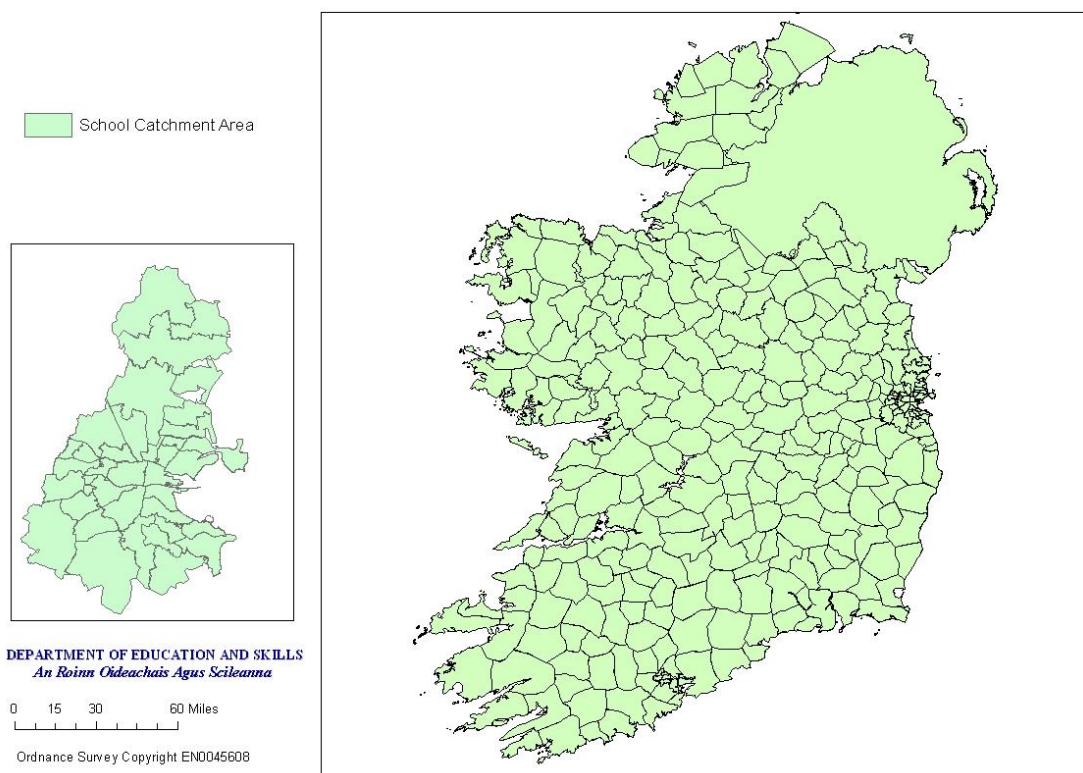 School Catchment Area
DEPARTMENT OF EDUCATION AND SKILLS
An Roinn Oideachais Agus Scileanna
0 15 30 60 Miles
Ordnance Survey Copyright EN0045608